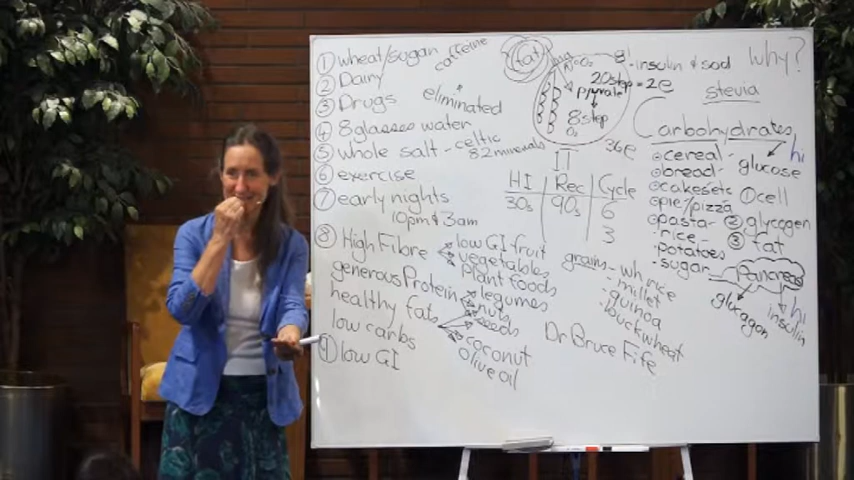 ① wheat/sugar caffeine
② Dairy
③ Drugs eliminated
④ 8 glasses water
⑤ whole salt - celtic
82 minerals
⑥ exercise
⑦ early nights
10pm & 3am
⑧ High Fibre
low GI fruit
vegetables
Plant foods
generous Protein
legumes
nuts
seeds
healthy fats
coconut
olive oil
low carbs
⑨ low GI
fat
insulin & sad
20step = 2e
pyruvate
8step
O₂
36e
HI Rec Cycle
30s 90s 6
3
grains - wh rice
millet
quinoa
buckwheat
Dr Bruce Fife
Why?
stevia
Carbohydrates
cereal
bread
cakes etc
pie/pizza
pasta
rice
potatoes
sugar
hi
glucose
① cell
② glycogen
③ fat
Pancreas
glucagon
hi
insulin